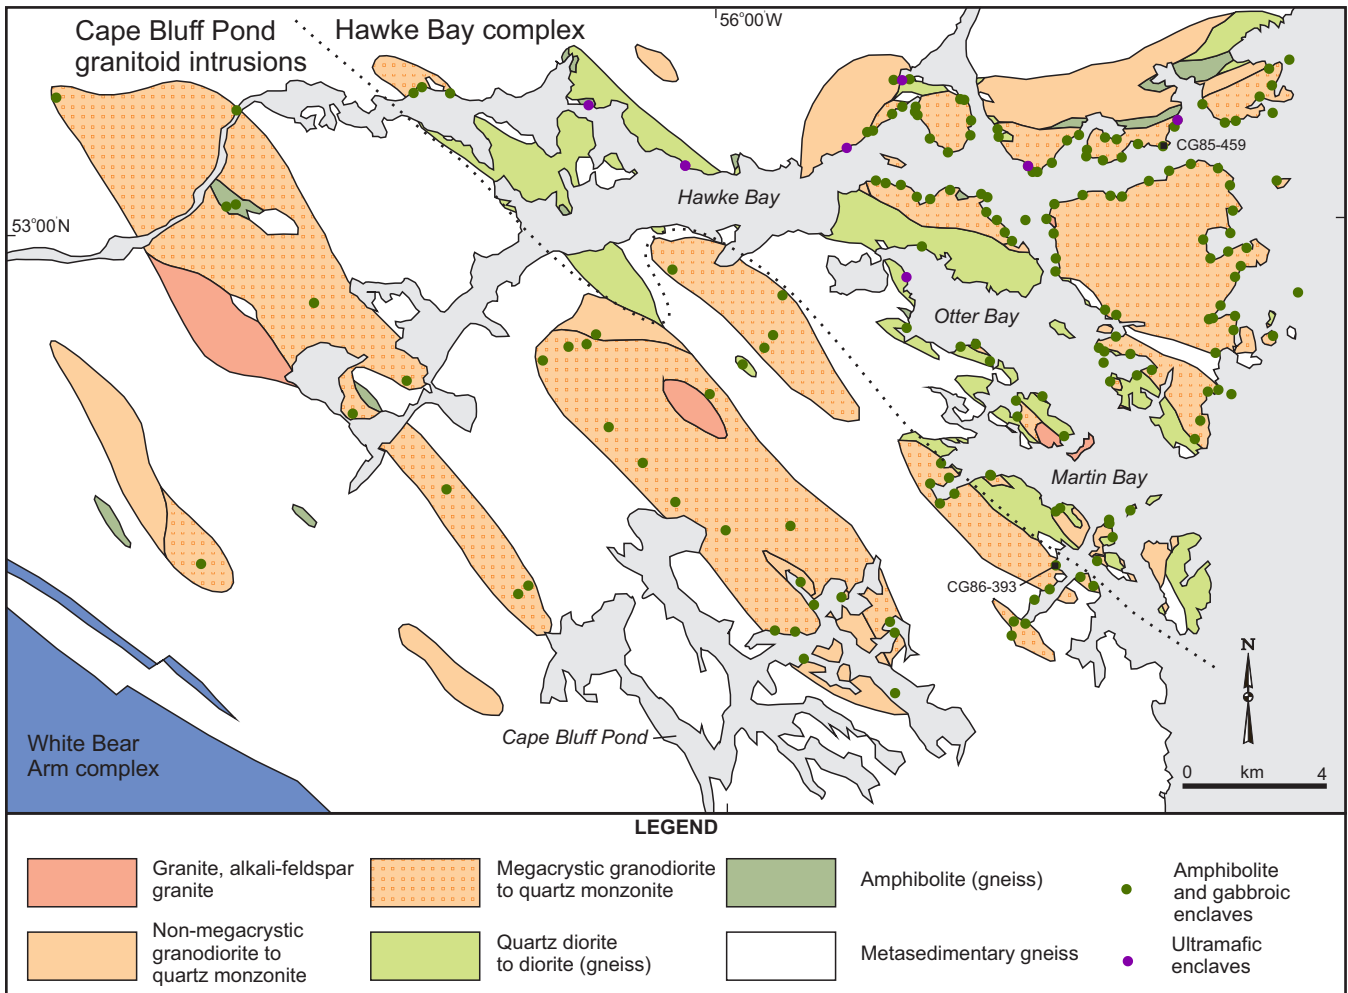 Cape Bluff Pond
granitoid intrusions
Hawke Bay complex
56°00'W
CG85-459
Hawke Bay
53°00'N
Otter Bay
Martin Bay
CG86-393
N
White Bear
Arm complex
Cape Bluff Pond
0 km 4
LEGEND
Granite, alkali-feldspar
granite
Megacrystic granodiorite
to quartz monzonite
Amphibolite (gneiss)
Amphibolite
and gabbroic
enclaves
Non-megacrystic
granodiorite to
quartz monzonite
Quartz diorite
to diorite (gneiss)
Metasedimentary gneiss
Ultramafic
enclaves